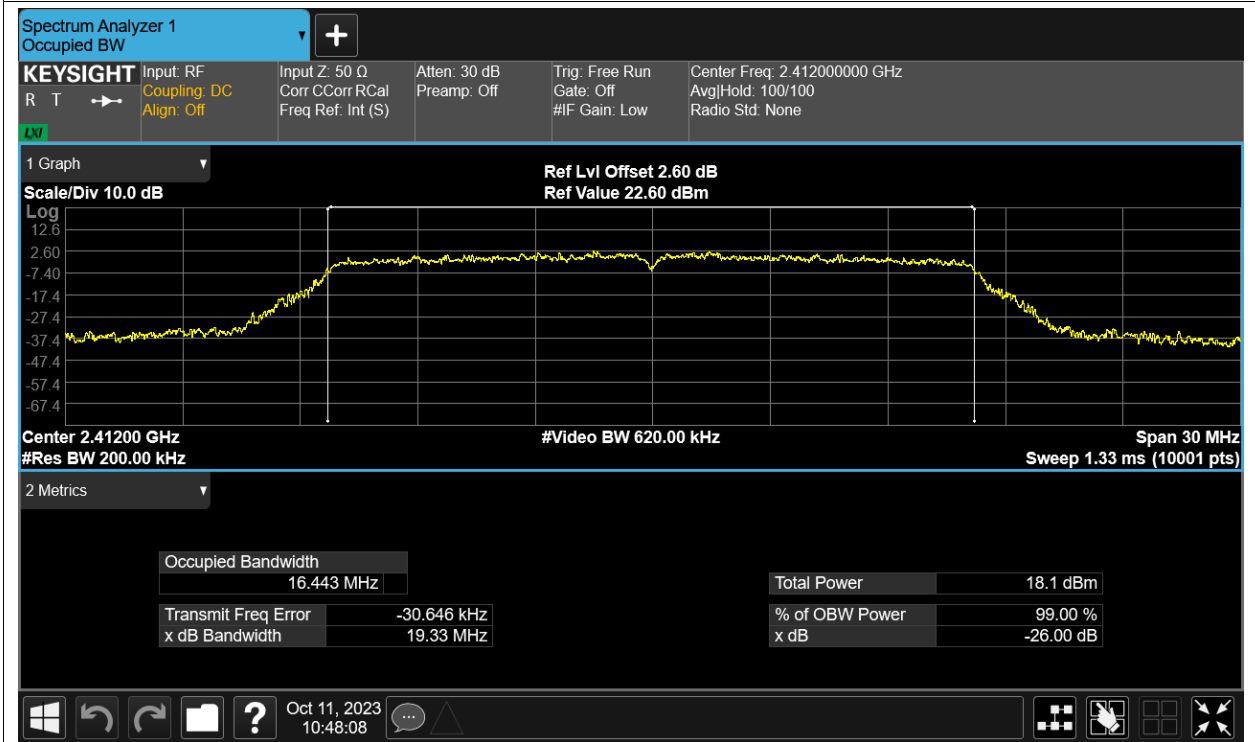 Spectrum Analyzer 1
Occupied BW
KEYSIGHT
R T
LXI
Input: RF
Coupling: DC
Align: Off
Input Z: 50 Ω
Corr CCorr RCal
Freq Ref: Int (S)
Atten: 30 dB
Preamp: Off
Trig: Free Run
Gate: Off
#IF Gain: Low
Center Freq: 2.412000000 GHz
Avg|Hold: 100/100
Radio Std: None
1 Graph
Scale/Div 10.0 dB
Ref Lvl Offset 2.60 dB
Ref Value 22.60 dBm
Log
12.6
2.60
-7.40
-17.4
-27.4
-37.4
-47.4
-57.4
-67.4
Center 2.41200 GHz
#Video BW 620.00 kHz
Span 30 MHz
#Res BW 200.00 kHz
Sweep 1.33 ms (10001 pts)
2 Metrics
Occupied Bandwidth
16.443 MHz
Total Power 18.1 dBm
Transmit Freq Error -30.646 kHz
% of OBW Power 99.00 %
x dB Bandwidth 19.33 MHz
x dB -26.00 dB
?
Oct 11, 2023
10:48:08